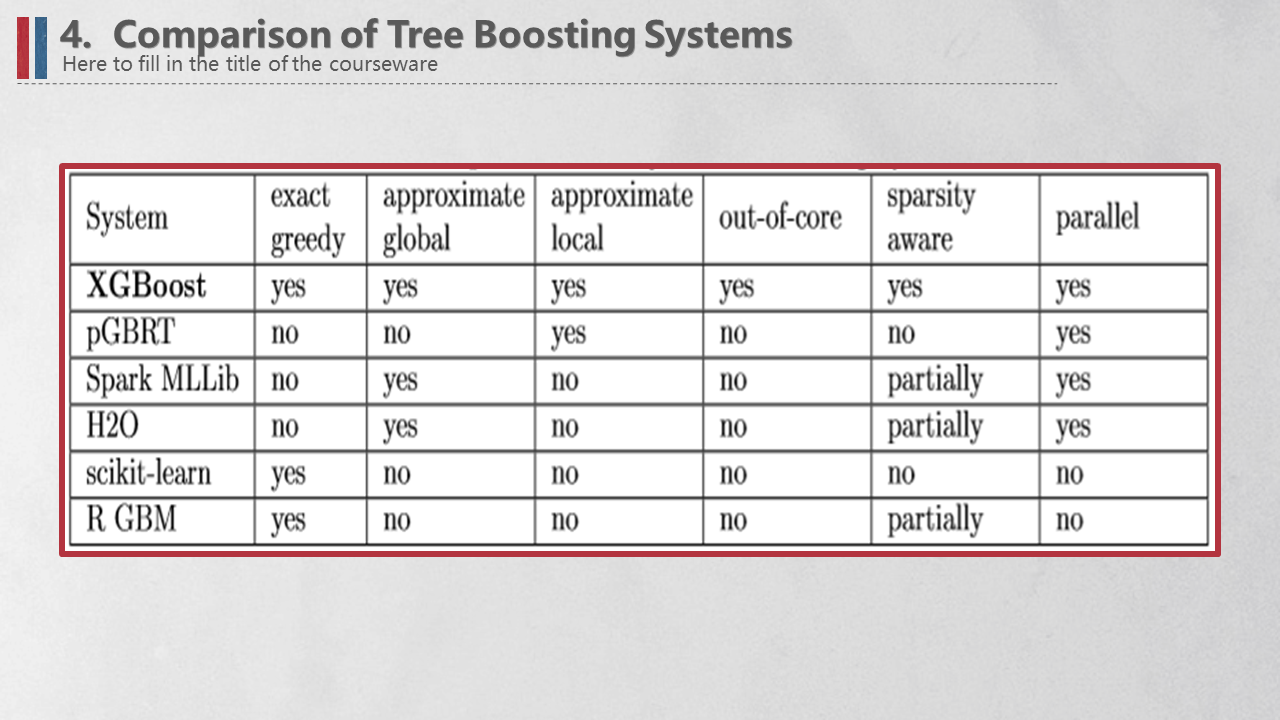 4. Comparison of Tree Boosting Systems
Here to fill in the title of the courseware
System exact greedy approximate global approximate local out-of-core sparsity aware parallel
XGBoost yes yes yes yes yes yes
pGBRT no no yes no no yes
Spark MLLib no yes no no partially yes
H2O no yes no no partially yes
scikit-learn yes no no no no no
R GBM yes no no no partially no